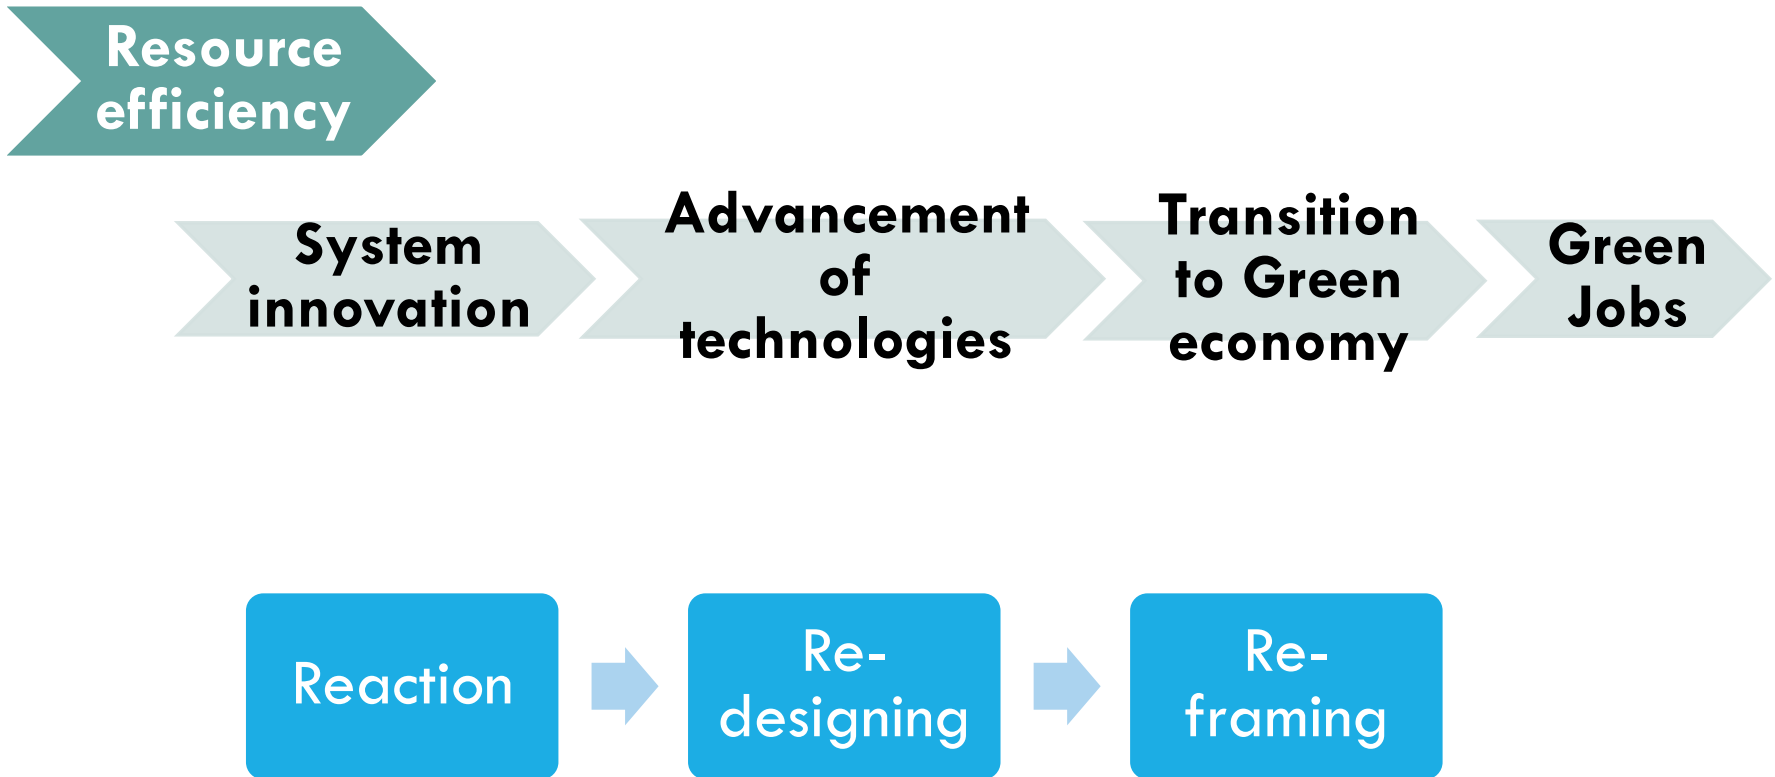 Resource
efficiency
System
innovation
Advancement
of
technologies
Transition
to Green
economy
Green
Jobs
Reaction
Re-
designing
Re-
framing